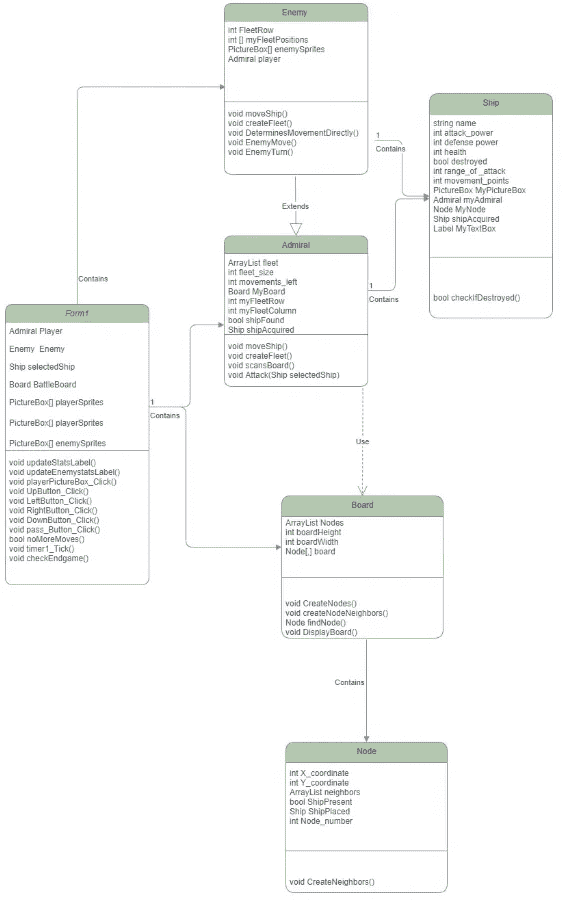 Enemy
int FleetRow
int [] myFleetPositions
PictureBox[] enemySprites
Admiral player
void moveShip()
void createFleet()
void DeterminesMovementDirectly()
void EnemyMove()
void EnemyTurn()
Ship
string name
int attack_power
int defense power
int health
bool destroyed
int range_of _attack
int movement_points
PictureBox MyPictureBox
Admiral myAdmiral
Node MyNode
Ship shipAcquired
Label MyTextBox
bool checkIfDestroyed()
1
Contains
Extends
Admiral
ArrayList fleet
int fleet_size
int movements_left
Board MyBoard
int myFleetRow
int myFleetColumn
bool shipFound
Ship shipAcquired
void moveShip()
void createFleet()
void scansBoard()
void Attack(Ship selectedShip)
1
Contains
Contains
Form1
Admiral Player
Enemy Enemy
Ship selectedShip
Board BattleBoard
PictureBox[] playerSprites
PictureBox[] playerSprites
PictureBox[] enemySprites
void updateStatsLabel()
void updateEnemystatsLabel()
void playerPictureBox_Click()
void UpButton_Click()
void LeftButton_Click()
void RightButton_Click()
void DownButton_Click()
void pass_Button_Click()
bool noMoreMoves()
void timer1_Tick()
void checkEndgame()
1
Contains
Use
Board
ArrayList Nodes
int boardHeight
int boardWidth
Node[,] board
void CreateNodes()
void createNodeNeighbors()
Node findNode()
void DisplayBoard()
Contains
Node
int X_coordinate
int Y_coordinate
ArrayList neighbors
bool ShipPresent
Ship ShipPlaced
int Node_number
void CreateNeighbors()